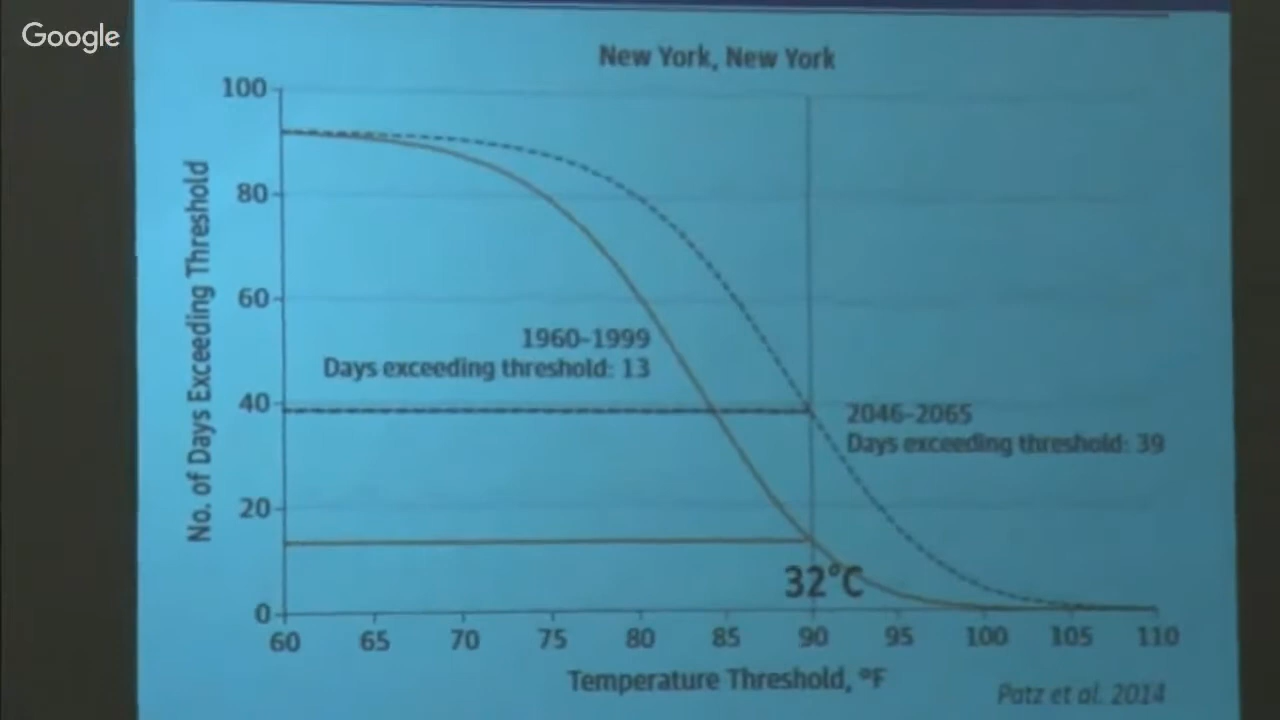 Google
New York, New York
100
80
60
40
20
0
No. of Days Exceeding Threshold
1960–1999
Days exceeding threshold: 13
2046–2065
Days exceeding threshold: 39
32°C
60 65 70 75 80 85 90 95 100 105 110
Temperature Threshold, °F
Patz et al. 2014